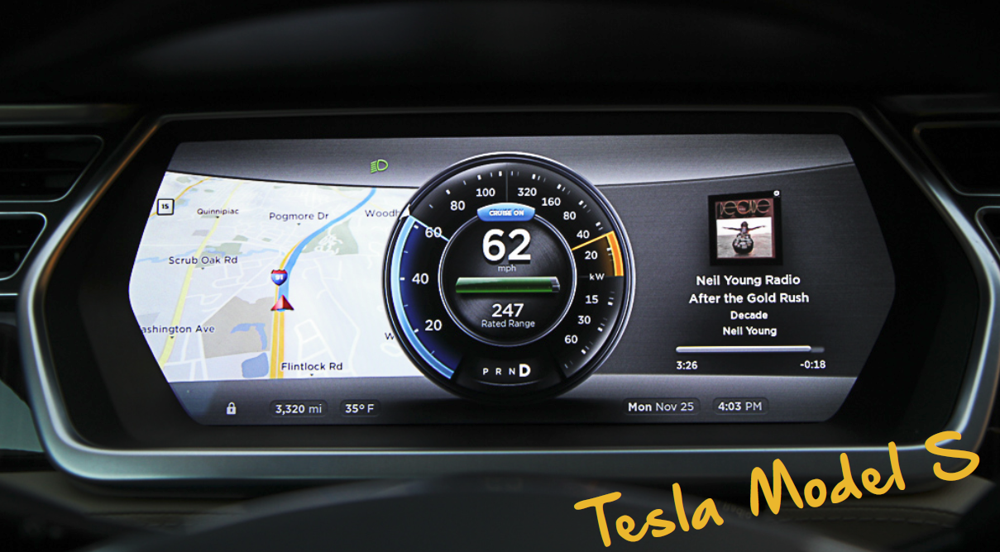 15
Quinnipiac
Pogmore Dr
Woodh
Scrub Oak Rd
91
ashington Ave
W
Flintlock Rd
100
320
80
160
80
60
40
20
40
kW
15
20
30
60
CRUISE ON
62
mph
247
Rated Range
P R N D
Neil Young Radio
After the Gold Rush
Decade
Neil Young
3:26
-0:18
3,320 mi
35° F
Mon Nov 25
4:03 PM
Tesla Model S